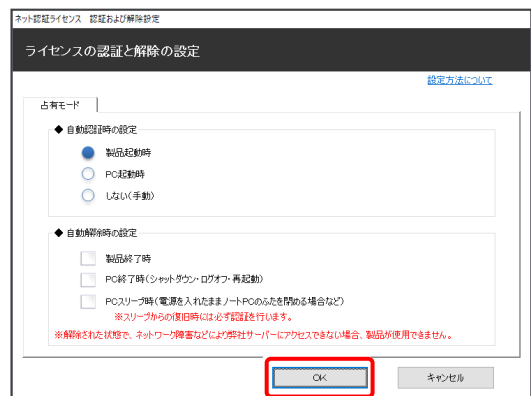 ネット認証ライセンス　認証および解除設定
ライセンスの認証と解除の設定
設定方法について
占有モード
◆ 自動認証時の設定
製品起動時
PC起動時
しない(手動)
◆ 自動解除時の設定
製品終了時
PC終了時(シャットダウン・ログオフ・再起動)
PCスリープ時(電源を入れたままノートPCのふたを閉める場合など)
※スリープからの復旧時には必ず認証を行います。
※解除された状態で、ネットワーク障害などにより弊社サーバーにアクセスできない場合、製品が使用できません。
OK
キャンセル